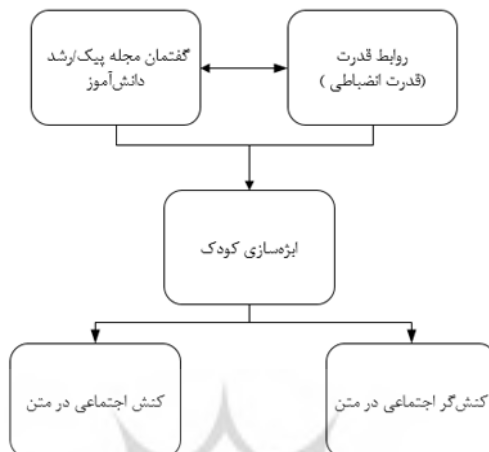 روابط قدرت
(قدرت انضباطی )
گفتمان مجله پیک/رشد
دانش‌آموز
ابژه‌سازی کودک
کنش‌گر اجتماعی در متن
کنش اجتماعی در متن